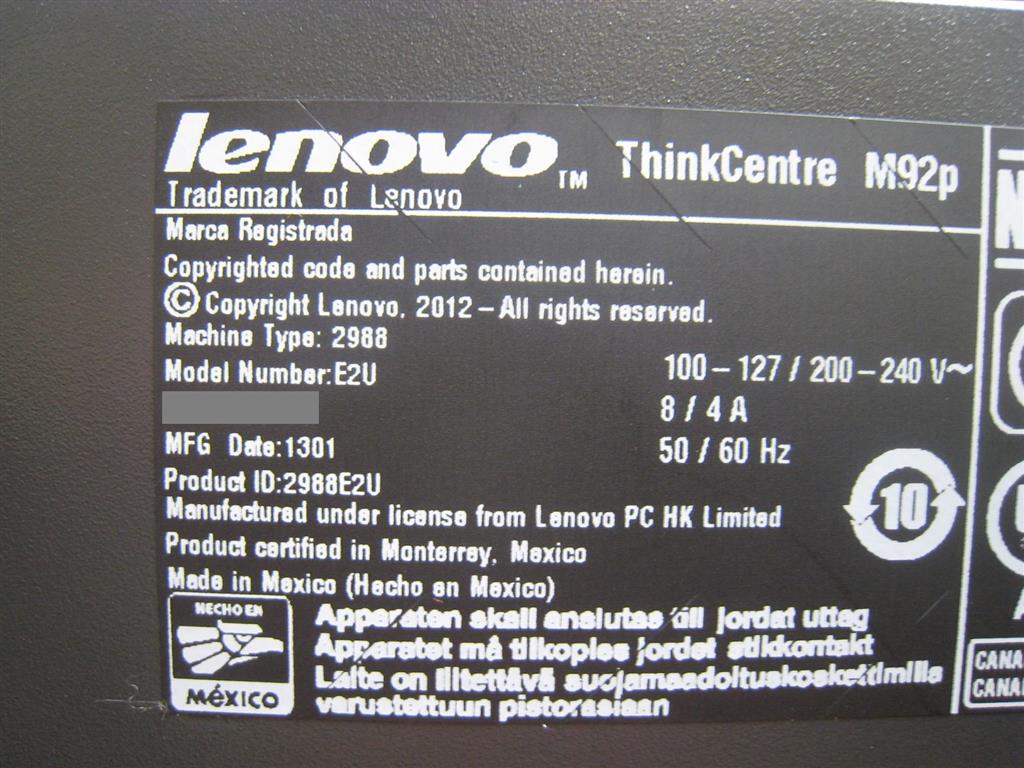 lenovo TM ThinkCentre M92p
Trademark of Lenovo
Marca Registrada
Copyrighted code and parts contained herein.
© Copyright Lenovo, 2012 – All rights reserved.
Machine Type: 2988
Model Number:E2U
100 – 127 / 200 – 240 V~
8 / 4 A
MFG Date:1301
50 / 60 Hz
Product ID:2988E2U
10
Manufactured under license from Lenovo PC HK Limited
Product certified in Monterrey, Mexico
Made in Mexico (Hecho en Mexico)
HECHO EN
MéXICO
Apparaten skall anslutas till jordat uttag
Apparatet må tilkoples jordet stikkontakt
Laite on liitettävä suojamaadoituskoskettimilla
varustettuun pistorasiaan
N
CANA
CANA